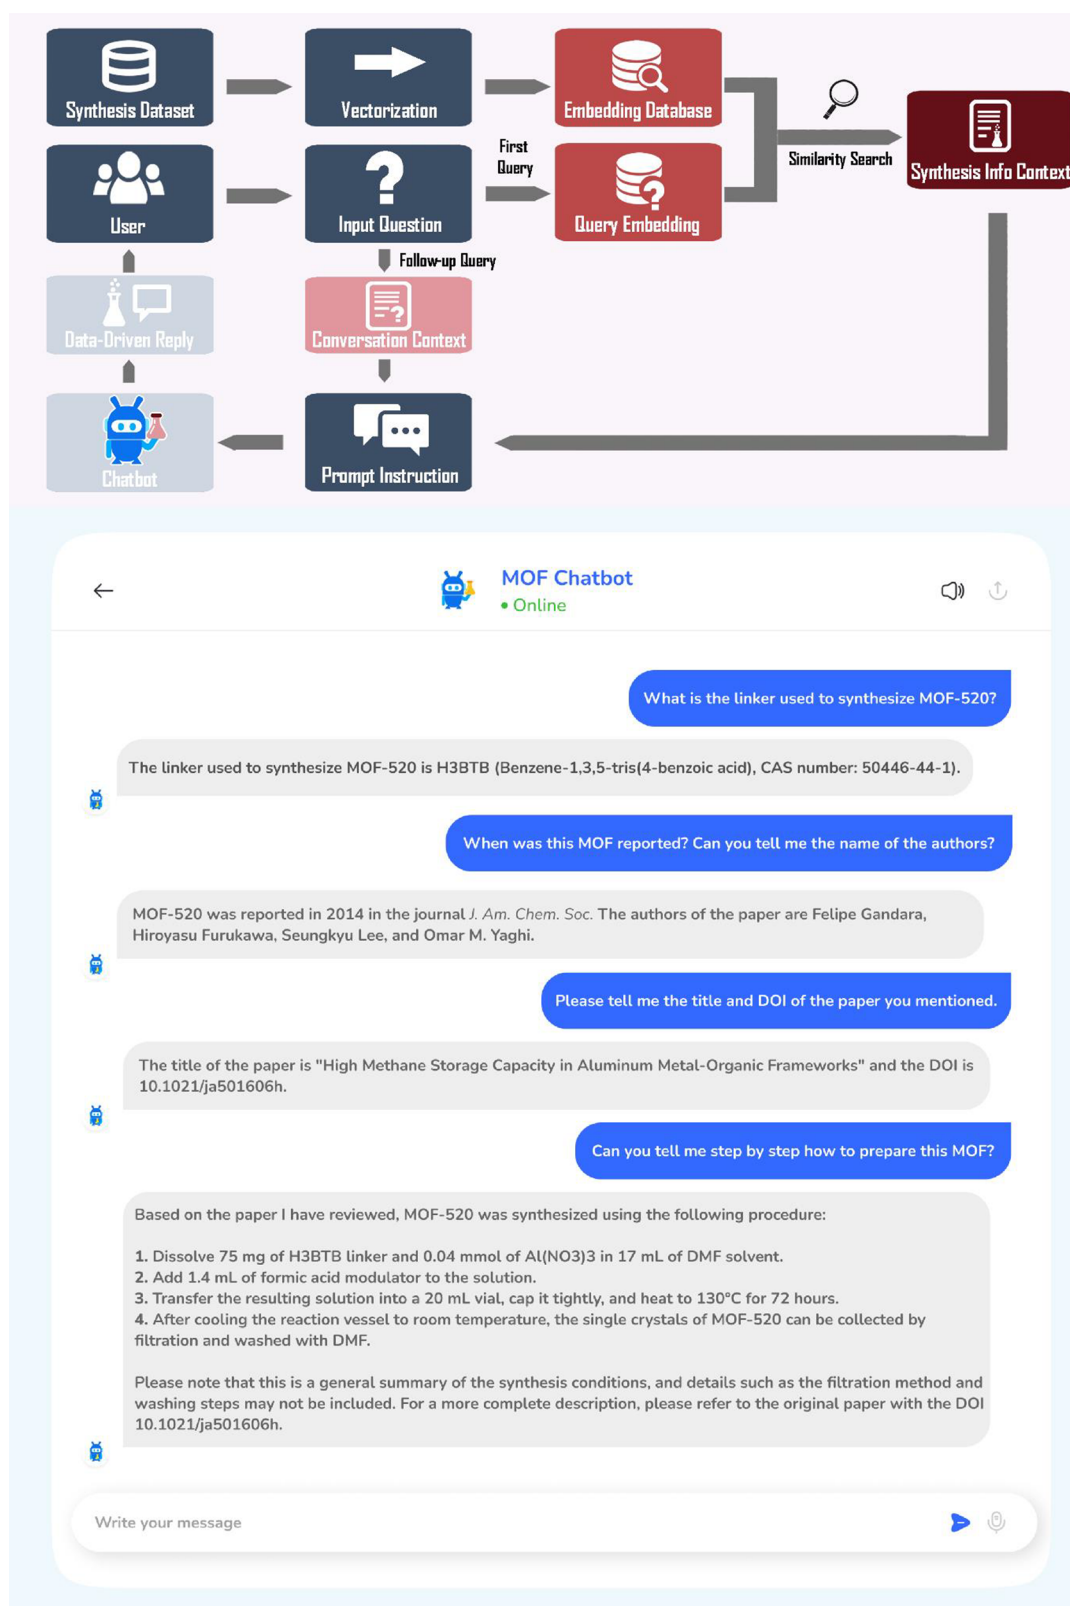 Synthesis Dataset
Vectorization
Embedding Database
First
Query
Similarity Search
Synthesis Info Context
User
Input Question
Query Embedding
Follow-up Query
Data-Driven Reply
Conversation Context
Chatbot
Prompt Instruction
MOF Chatbot
• Online
What is the linker used to synthesize MOF-520?
The linker used to synthesize MOF-520 is H3BTB (Benzene-1,3,5-tris(4-benzoic acid), CAS number: 50446-44-1).
When was this MOF reported? Can you tell me the name of the authors?
MOF-520 was reported in 2014 in the journal J. Am. Chem. Soc. The authors of the paper are Felipe Gandara,
Hiroyasu Furukawa, Seungkyu Lee, and Omar M. Yaghi.
Please tell me the title and DOI of the paper you mentioned.
The title of the paper is "High Methane Storage Capacity in Aluminum Metal-Organic Frameworks" and the DOI is
10.1021/ja501606h.
Can you tell me step by step how to prepare this MOF?
Based on the paper I have reviewed, MOF-520 was synthesized using the following procedure:
1. Dissolve 75 mg of H3BTB linker and 0.04 mmol of Al(NO3)3 in 17 mL of DMF solvent.
2. Add 1.4 mL of formic acid modulator to the solution.
3. Transfer the resulting solution into a 20 mL vial, cap it tightly, and heat to 130°C for 72 hours.
4. After cooling the reaction vessel to room temperature, the single crystals of MOF-520 can be collected by
filtration and washed with DMF.
Please note that this is a general summary of the synthesis conditions, and details such as the filtration method and
washing steps may not be included. For a more complete description, please refer to the original paper with the DOI
10.1021/ja501606h.
Write your message